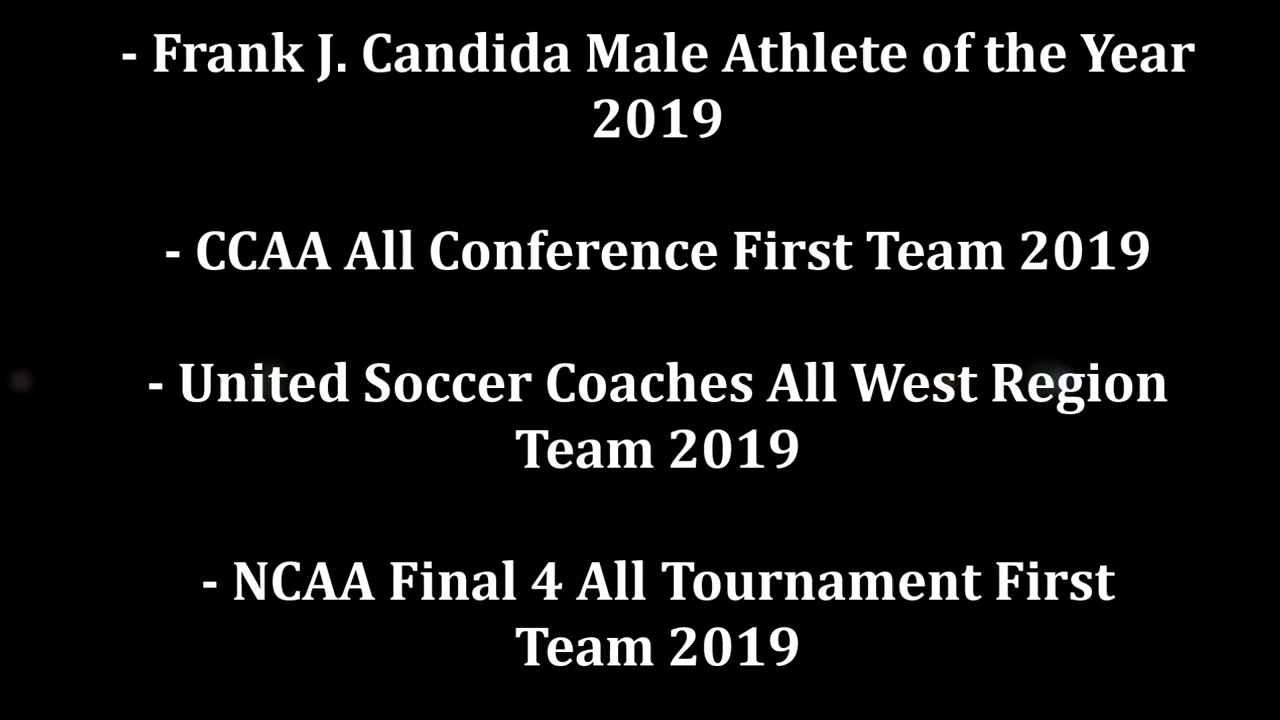 - Frank J. Candida Male Athlete of the Year
2019
- CCAA All Conference First Team 2019
- United Soccer Coaches All West Region
Team 2019
- NCAA Final 4 All Tournament First
Team 2019